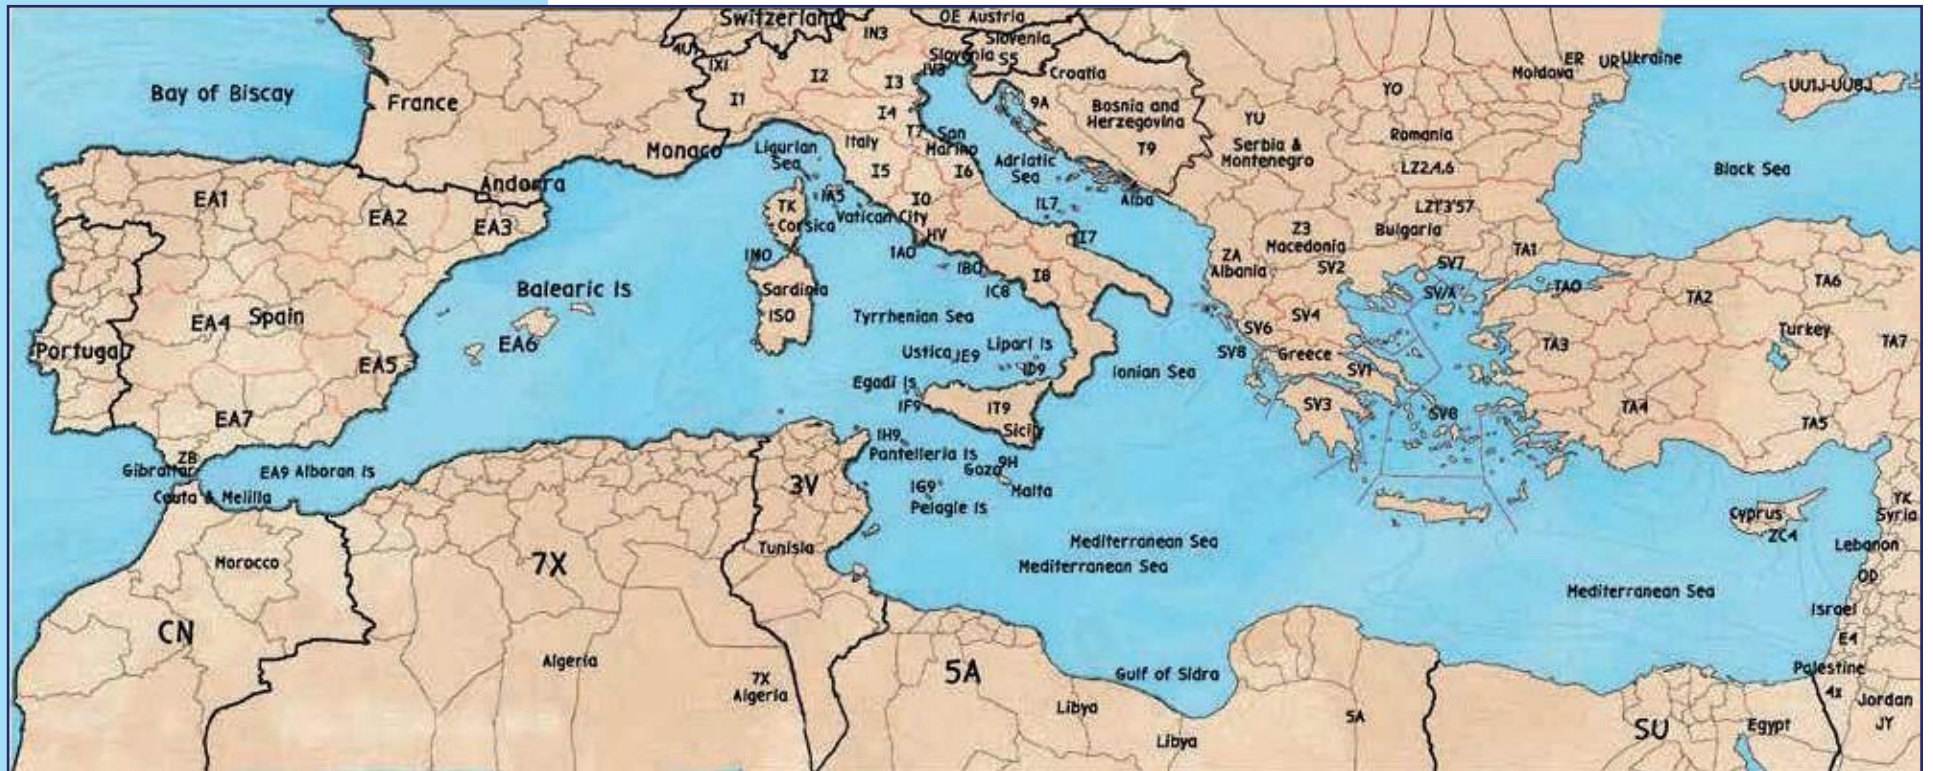 Switzerland
OE Austria
Slovenia
4U1
IN3
Slovenia
S5
IX1
IV3
ER
UR
Ukraine
Moldava
Croatia
I2
I3
Bay of Biscay
France
I1
I4
9A
Bosnia and
Herzegovina
YU
YO
UU1J-UU8J
Romania
Monaco
Ligurian
Sea
Italy
T7
San
Marino
T9
Serbia &
Montenegro
Adriatic
Sea
I5
I6
LZ2,4,6
Black Sea
Andorra
EA1
EA2
EA3
TK
Corsica
IA5
Vatican City
I0
IL7
Alba
LZ1'3'57
Bulgaria
HV
I7
Z3
Macedonia
IM0
IA0
IB0
IC8
I8
ZA
Albania
SV2
SV7
TA1
SV/A
TA0
TA2
TA6
Balearic Is
Sardinia
IS0
Tyrrhenian Sea
EA4
Spain
EA6
Portugal
EA5
Ustica
JE9
Lipari Is
ID9
SV6
SV4
SV8
Greece
SV1
TA3
Turkey
TA7
Ionian Sea
Egadi Is
IF9
IT9
Sicily
SV3
SV8
TA4
TA5
EA7
ZB
Gibraltar
EA9 Alboran Is
Ceuta & Melilla
IH9
Pantelleria Is
9H
Gozo
Malta
IG9
Pelagie Is
3V
Tunisia
YK
Syria
Cyprus
ZC4
Lebanon
OD
Morocco
7X
Mediterranean Sea
Mediterranean Sea
Mediterranean Sea
Israel
E4
Palestine
4x
Jordan
JY
CN
Algeria
7X
Algeria
5A
Gulf of Sidra
Libya
Libya
5A
SU
Egypt